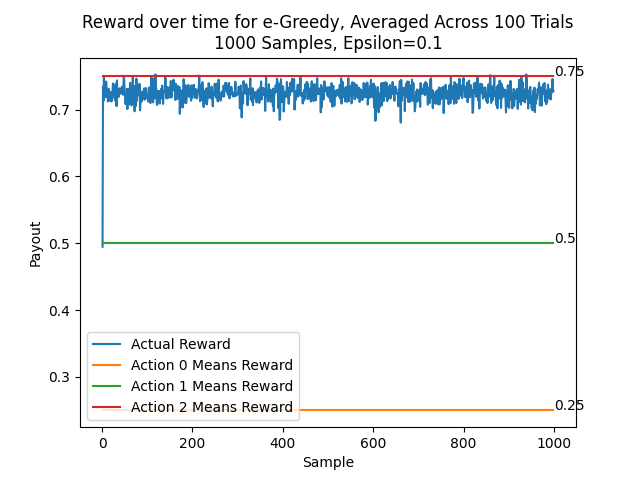 Reward over time for e-Greedy, Averaged Across 100 Trials
1000 Samples, Epsilon=0.1
Payout
0.7
0.6
0.5
0.4
0.3
0.75
0.5
0.25
Actual Reward
Action 0 Means Reward
Action 1 Means Reward
Action 2 Means Reward
0 200 400 600 800 1000
Sample